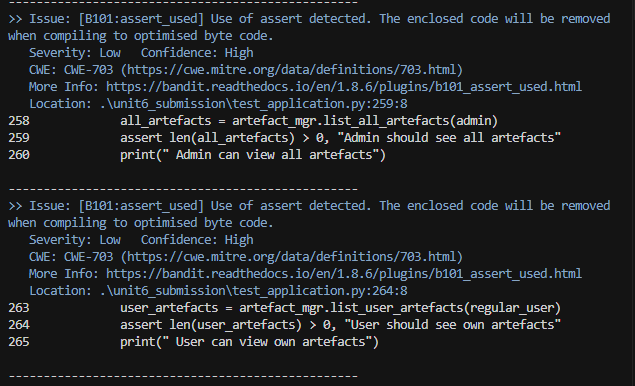 --------------------------------------------------
>> Issue: [B101:assert_used] Use of assert detected. The enclosed code will be removed
when compiling to optimised byte code.
   Severity: Low   Confidence: High
   CWE: CWE-703 (https://cwe.mitre.org/data/definitions/703.html)
   More Info: https://bandit.readthedocs.io/en/1.8.6/plugins/b101_assert_used.html
   Location: .\unit6_submission\test_application.py:259:8
258             all_artefacts = artefact_mgr.list_all_artefacts(admin)
259             assert len(all_artefacts) > 0, "Admin should see all artefacts"
260             print(" Admin can view all artefacts")
--------------------------------------------------
>> Issue: [B101:assert_used] Use of assert detected. The enclosed code will be removed
when compiling to optimised byte code.
   Severity: Low   Confidence: High
   CWE: CWE-703 (https://cwe.mitre.org/data/definitions/703.html)
   More Info: https://bandit.readthedocs.io/en/1.8.6/plugins/b101_assert_used.html
   Location: .\unit6_submission\test_application.py:264:8
263             user_artefacts = artefact_mgr.list_user_artefacts(regular_user)
264             assert len(user_artefacts) > 0, "User should see own artefacts"
265             print(" User can view own artefacts")
--------------------------------------------------